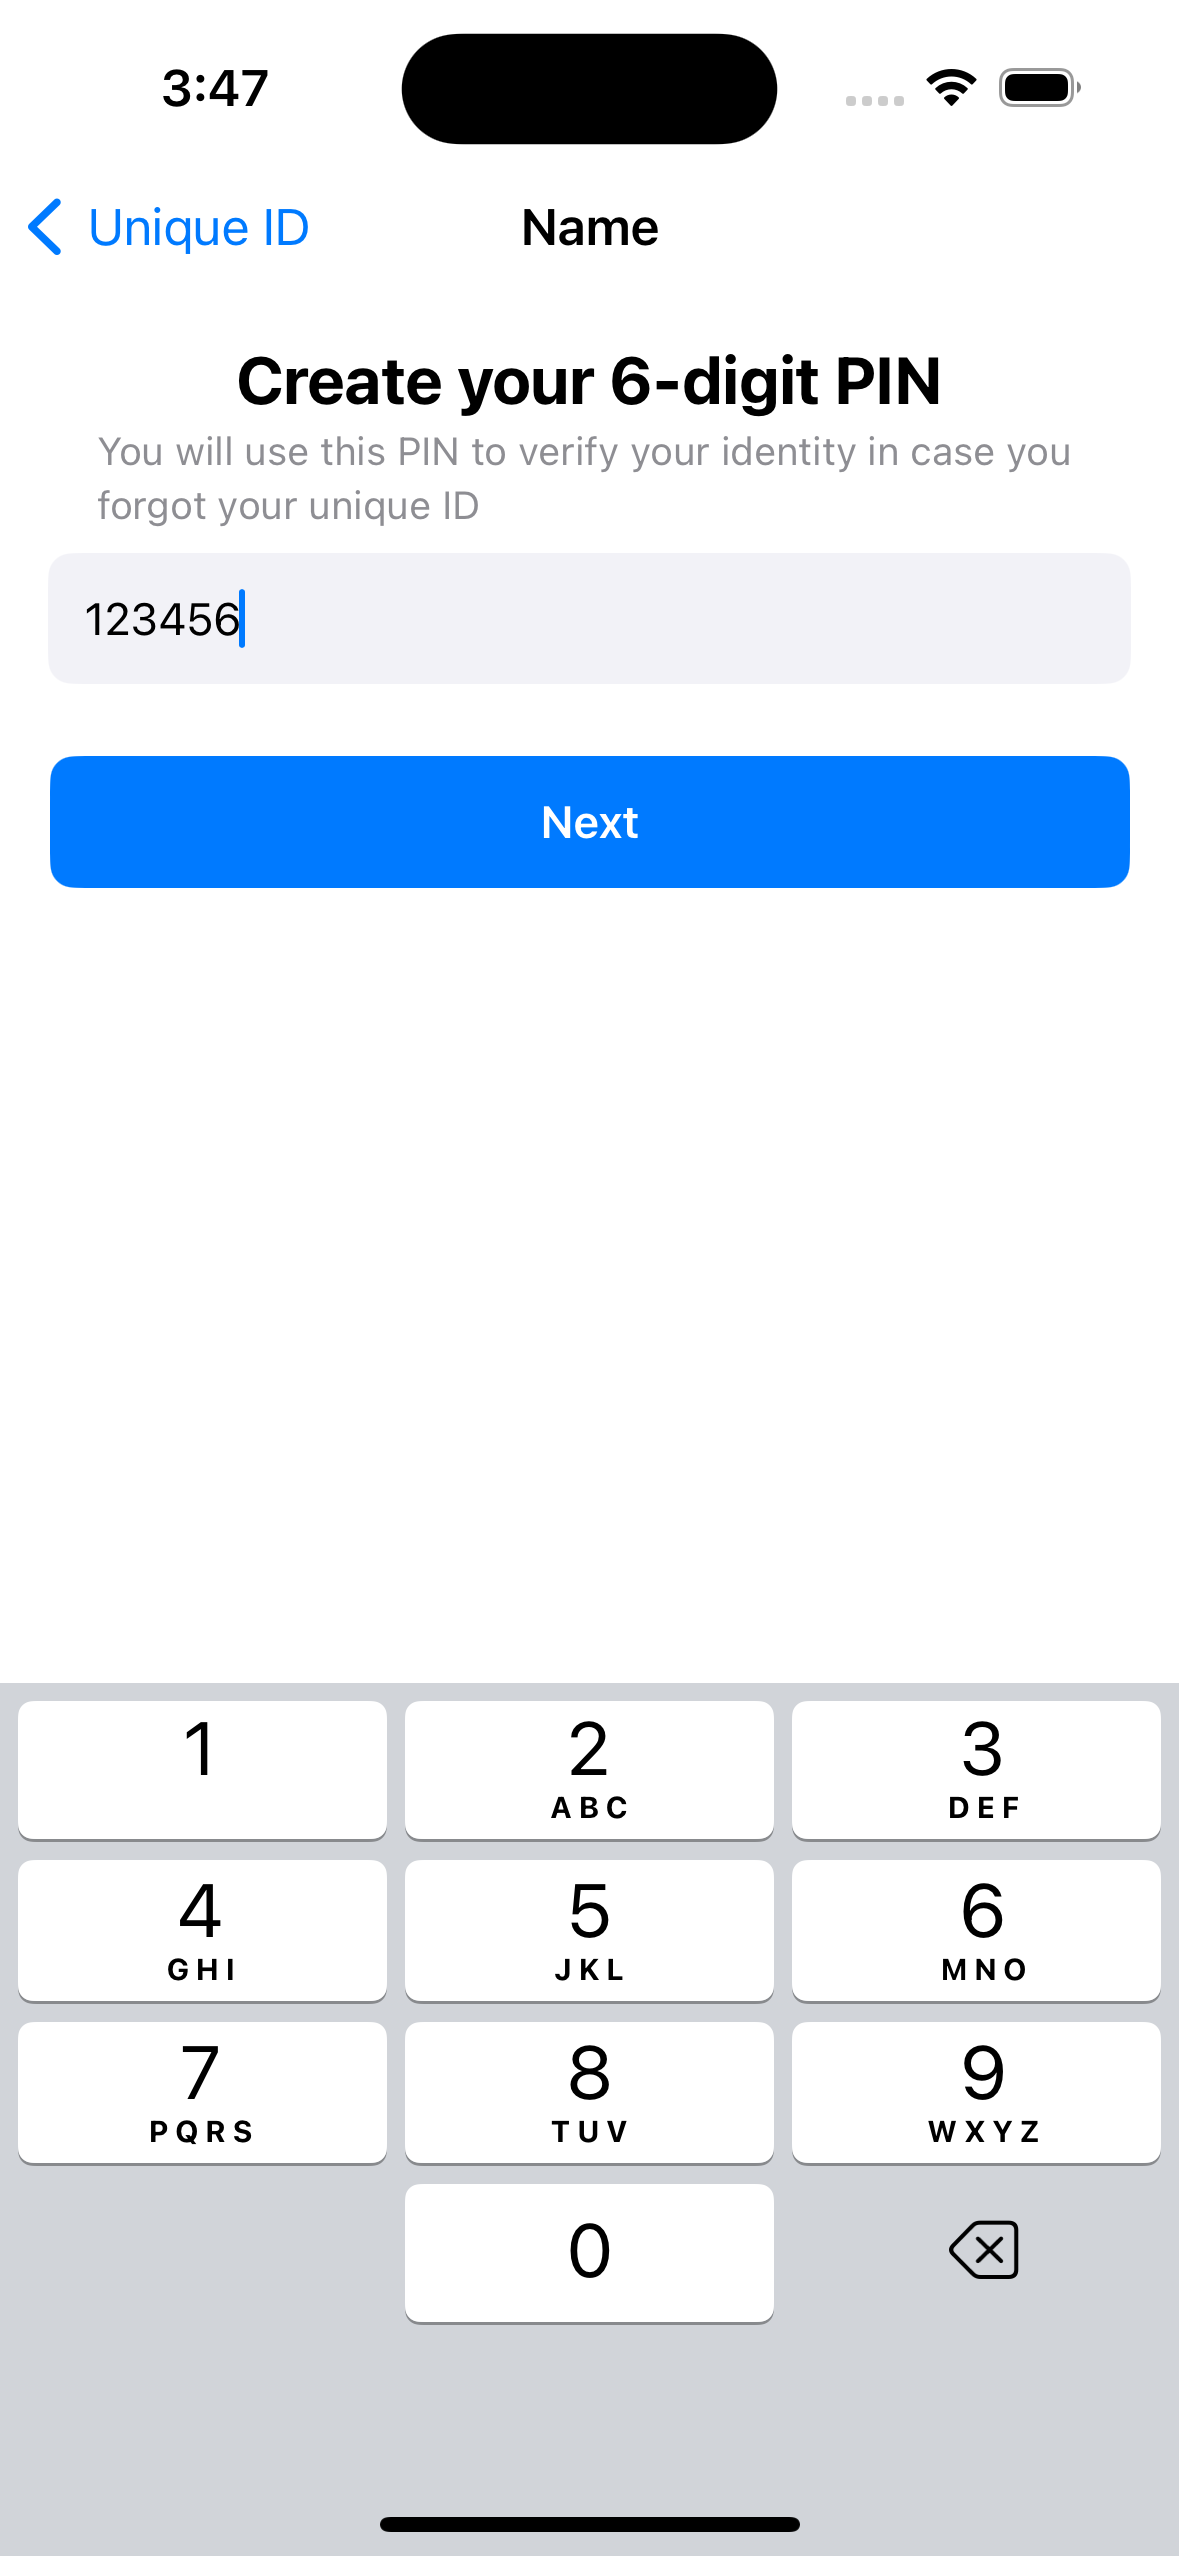 3:47
Unique ID
Name
Create your 6-digit PIN
You will use this PIN to verify your identity in case you
forgot your unique ID
123456
Next
1
2
ABC
3
DEF
4
GHI
5
JKL
6
MNO
7
PQRS
8
TUV
9
WXYZ
0